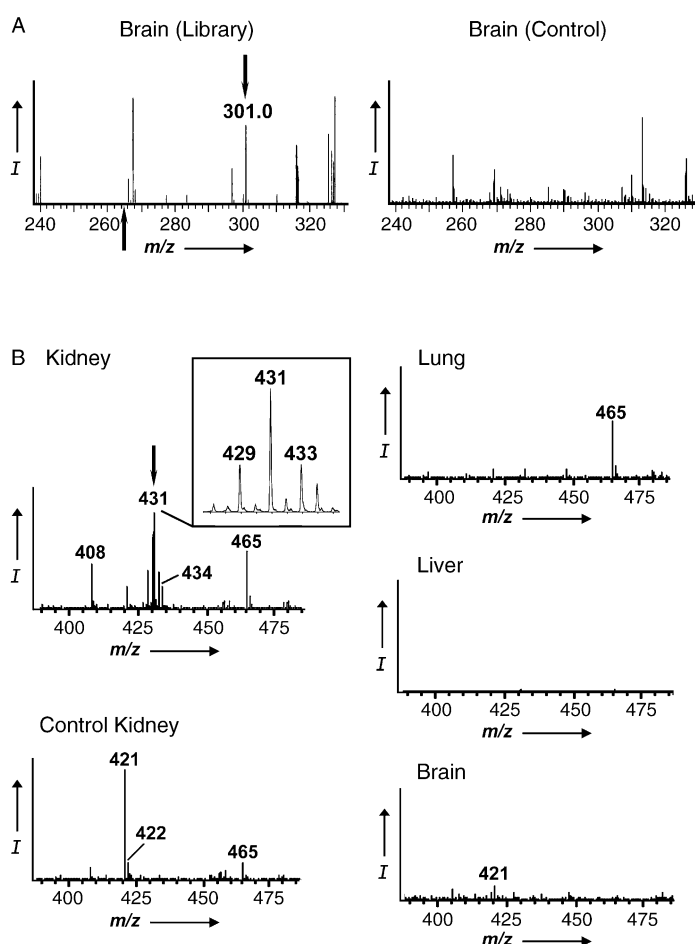 A
Brain (Library)
Brain (Control)
301.0
I
I
240 260 280 300 320
240 260 280 300 320
m/z
m/z
B
Kidney
431
429
433
431
408
465
434
I
400 425 450 475
m/z
Lung
465
I
400 425 450 475
m/z
Liver
I
400 425 450 475
m/z
Control Kidney
421
422
465
I
400 425 450 475
m/z
Brain
421
I
400 425 450 475
m/z